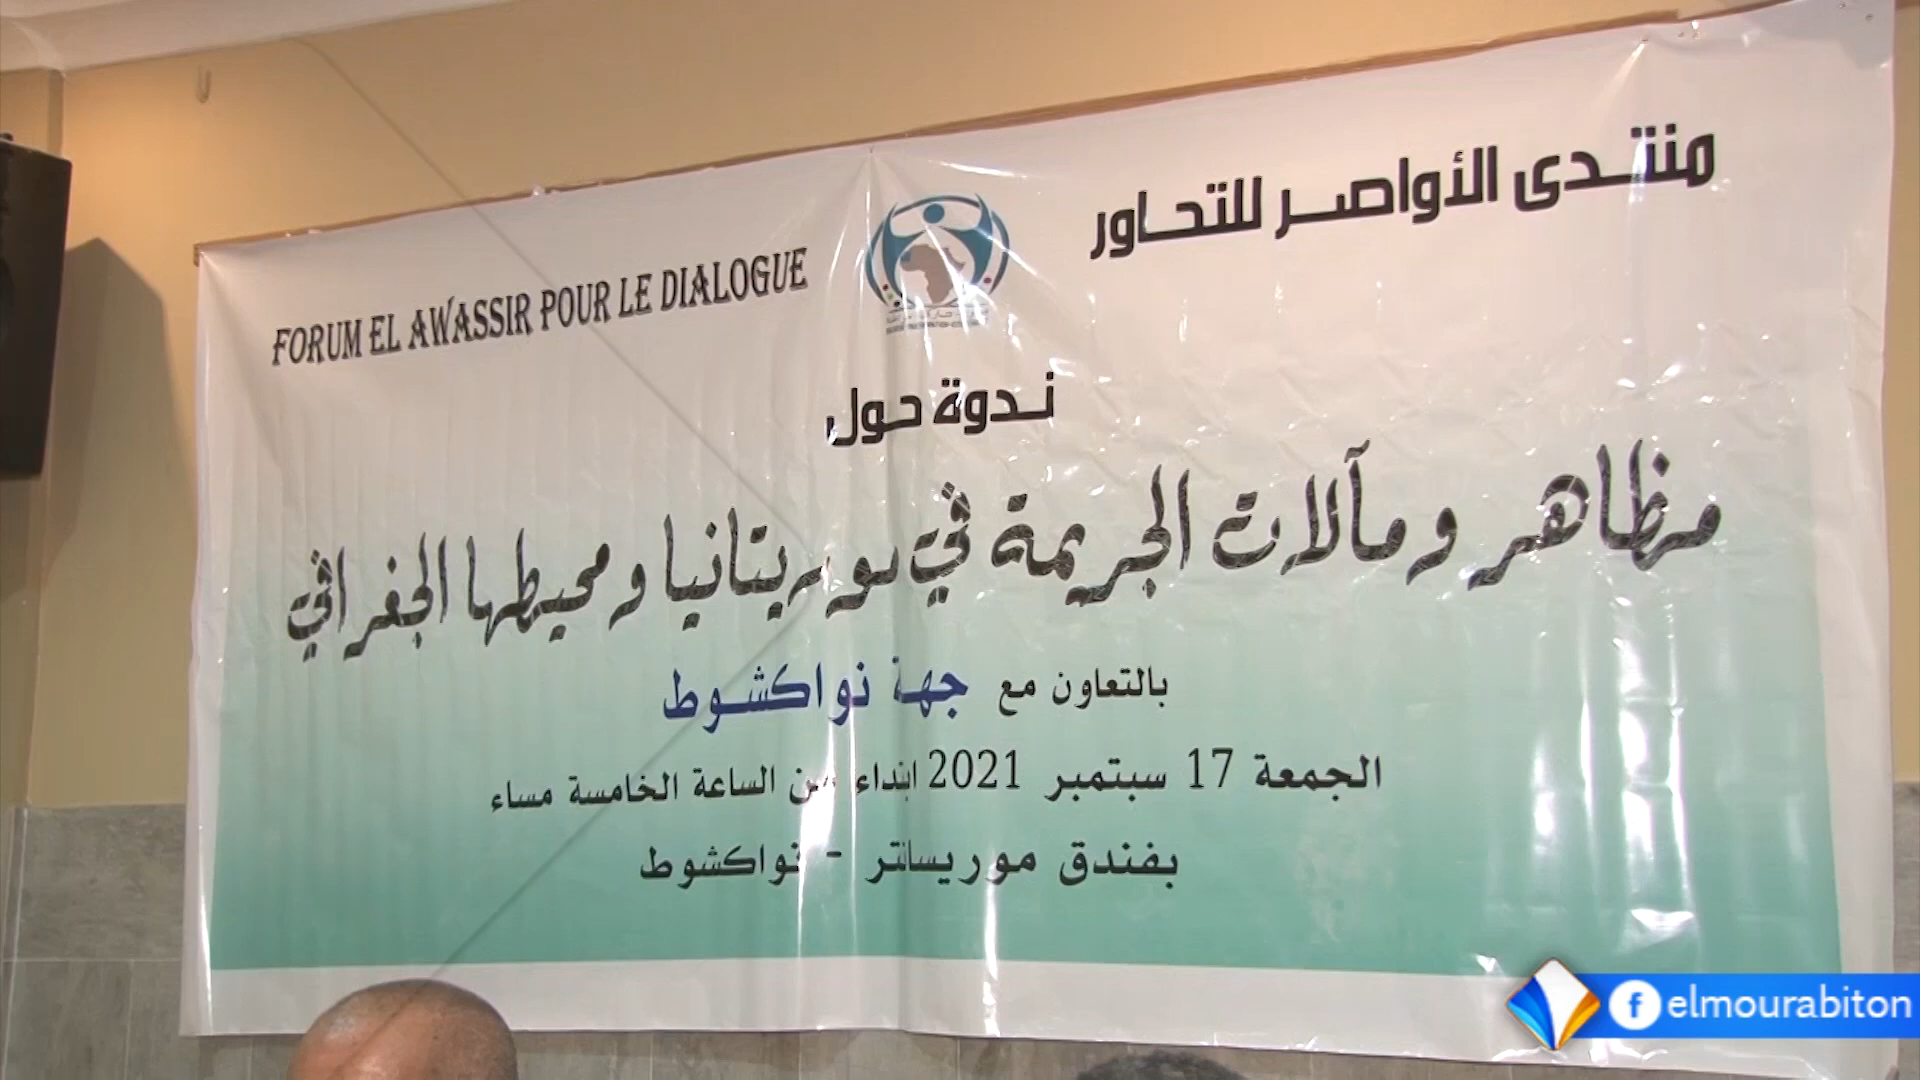 منتدى الأواصر للتحاور
FORUM EL AWASSIR POUR LE DIALOGUE
ندوة حول
مظاهر ومآلات الجريمة في موريتانيا ومحيطها الجغرافي
بالتعاون مع جهة نواكشوط
الجمعة 17 سبتمبر 2021 ابتداء من الساعة الخامسة مساء
بفندق موريسانتر - نواكشوط
elmourabiton